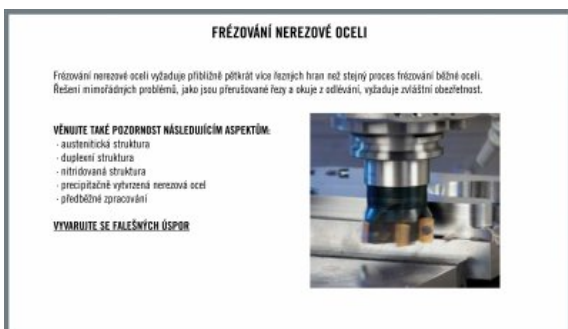 FRÉZOVÁNÍ NEREZOVÉ OCELI
Frézování nerezové oceli vyžaduje přibližně pětkrát více řezných hran než stejný proces frézování běžné oceli.
Řešení mimořádných problémů, jako jsou přerušované řezy a okuje z odlévání, vyžaduje zvláštní obezřetnost.
VĚNUJTE TAKÉ POZORNOST NÁSLEDUJÍCÍM ASPEKTŮM:
- austenitická struktura
- duplexní struktura
- nitridovaná struktura
- precipitačně vytvrzená nerezová ocel
- předběžné zpracování
VYVARUJTE SE FALEŠNÝCH ÚSPOR